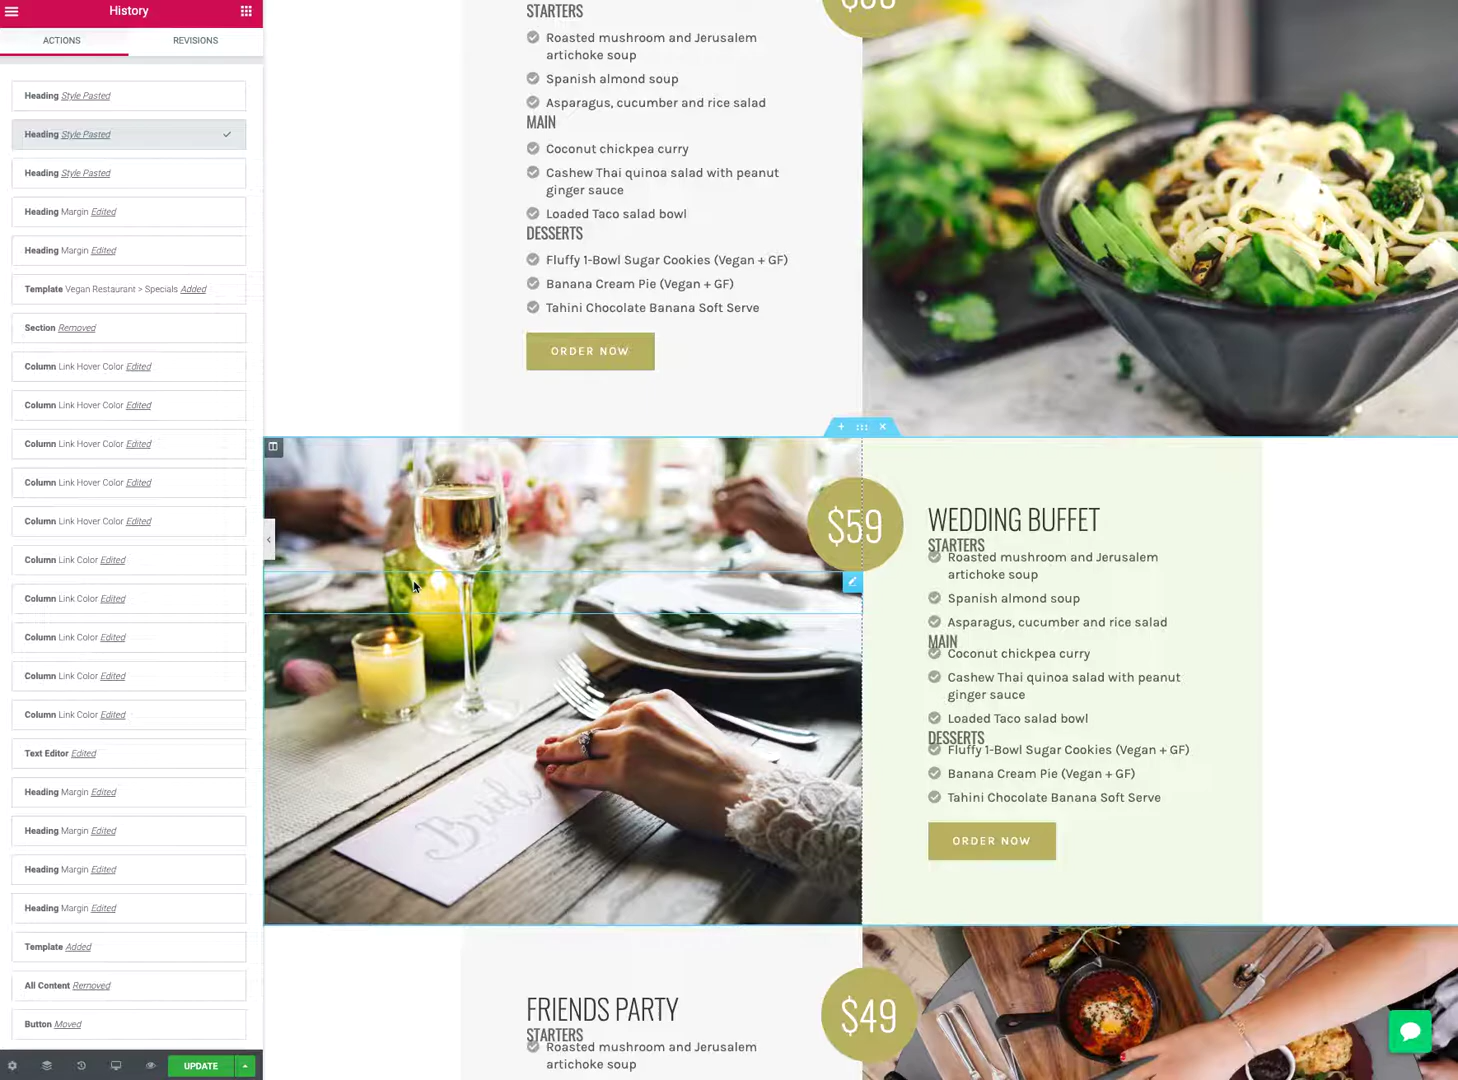 History
ACTIONS
REVISIONS
Heading Style Pasted
Heading Style Pasted
Heading Style Pasted
Heading Margin Edited
Heading Margin Edited
Template Vegan Restaurant > Specials Added
Section Removed
Column Link Hover Color Edited
Column Link Hover Color Edited
Column Link Hover Color Edited
Column Link Hover Color Edited
Column Link Hover Color Edited
Column Link Color Edited
Column Link Color Edited
Column Link Color Edited
Column Link Color Edited
Column Link Color Edited
Text Editor Edited
Heading Margin Edited
Heading Margin Edited
Heading Margin Edited
Heading Margin Edited
Template Added
All Content Removed
Button Moved
UPDATE
STARTERS
Roasted mushroom and Jerusalem
artichoke soup
Spanish almond soup
Asparagus, cucumber and rice salad
MAIN
Coconut chickpea curry
Cashew Thai quinoa salad with peanut
ginger sauce
Loaded Taco salad bowl
DESSERTS
Fluffy 1-Bowl Sugar Cookies (Vegan + GF)
Banana Cream Pie (Vegan + GF)
Tahini Chocolate Banana Soft Serve
ORDER NOW
Bride
$59
WEDDING BUFFET
STARTERS
Roasted mushroom and Jerusalem
artichoke soup
Spanish almond soup
Asparagus, cucumber and rice salad
MAIN
Coconut chickpea curry
Cashew Thai quinoa salad with peanut
ginger sauce
Loaded Taco salad bowl
DESSERTS
Fluffy 1-Bowl Sugar Cookies (Vegan + GF)
Banana Cream Pie (Vegan + GF)
Tahini Chocolate Banana Soft Serve
ORDER NOW
FRIENDS PARTY
STARTERS
Roasted mushroom and Jerusalem
artichoke soup
$49